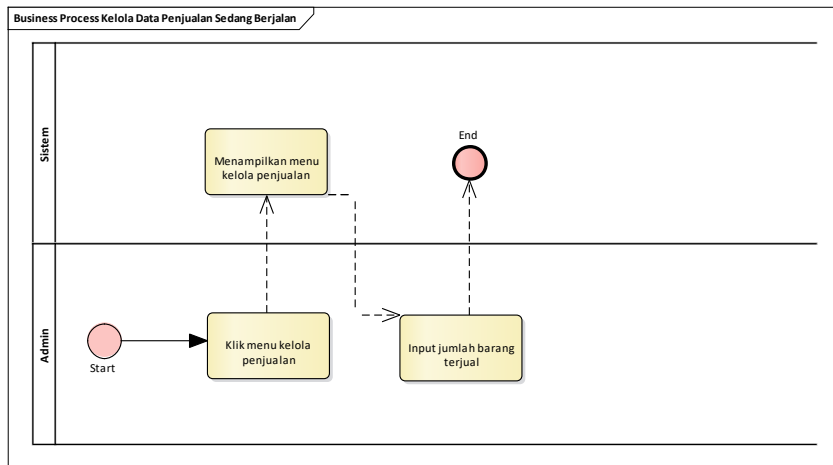 Business Process Kelola Data Penjualan Sedang Berjalan
Sistem
Menampilkan menu
kelola penjualan
End
Admin
Start
Klik menu kelola
penjualan
Input jumlah barang
terjual